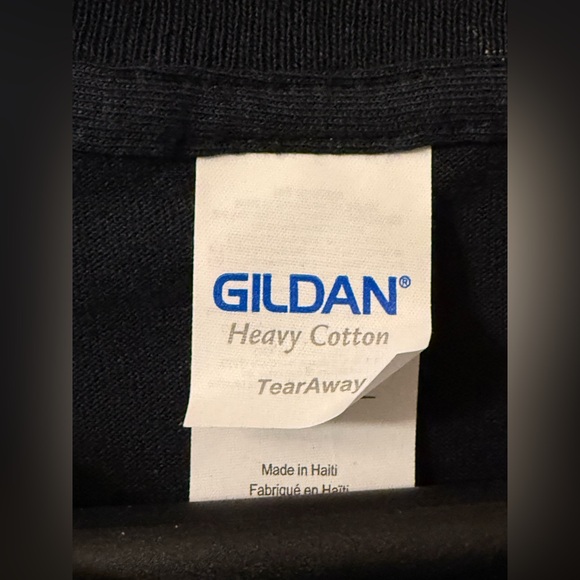 GILDAN®
Heavy Cotton
TearAway
Made in Haiti
Fabriqué en Haïti